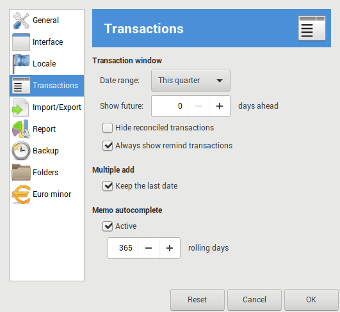 General
Interface
Locale
Transactions
Import/Export
Report
Backup
Folders
Euro minor
Transactions
Transaction window
Date range: This quarter
Show future: 0 − + days ahead
Hide reconciled transactions
Always show remind transactions
Multiple add
Keep the last date
Memo autocomplete
Active
365 − + rolling days
Reset Cancel OK